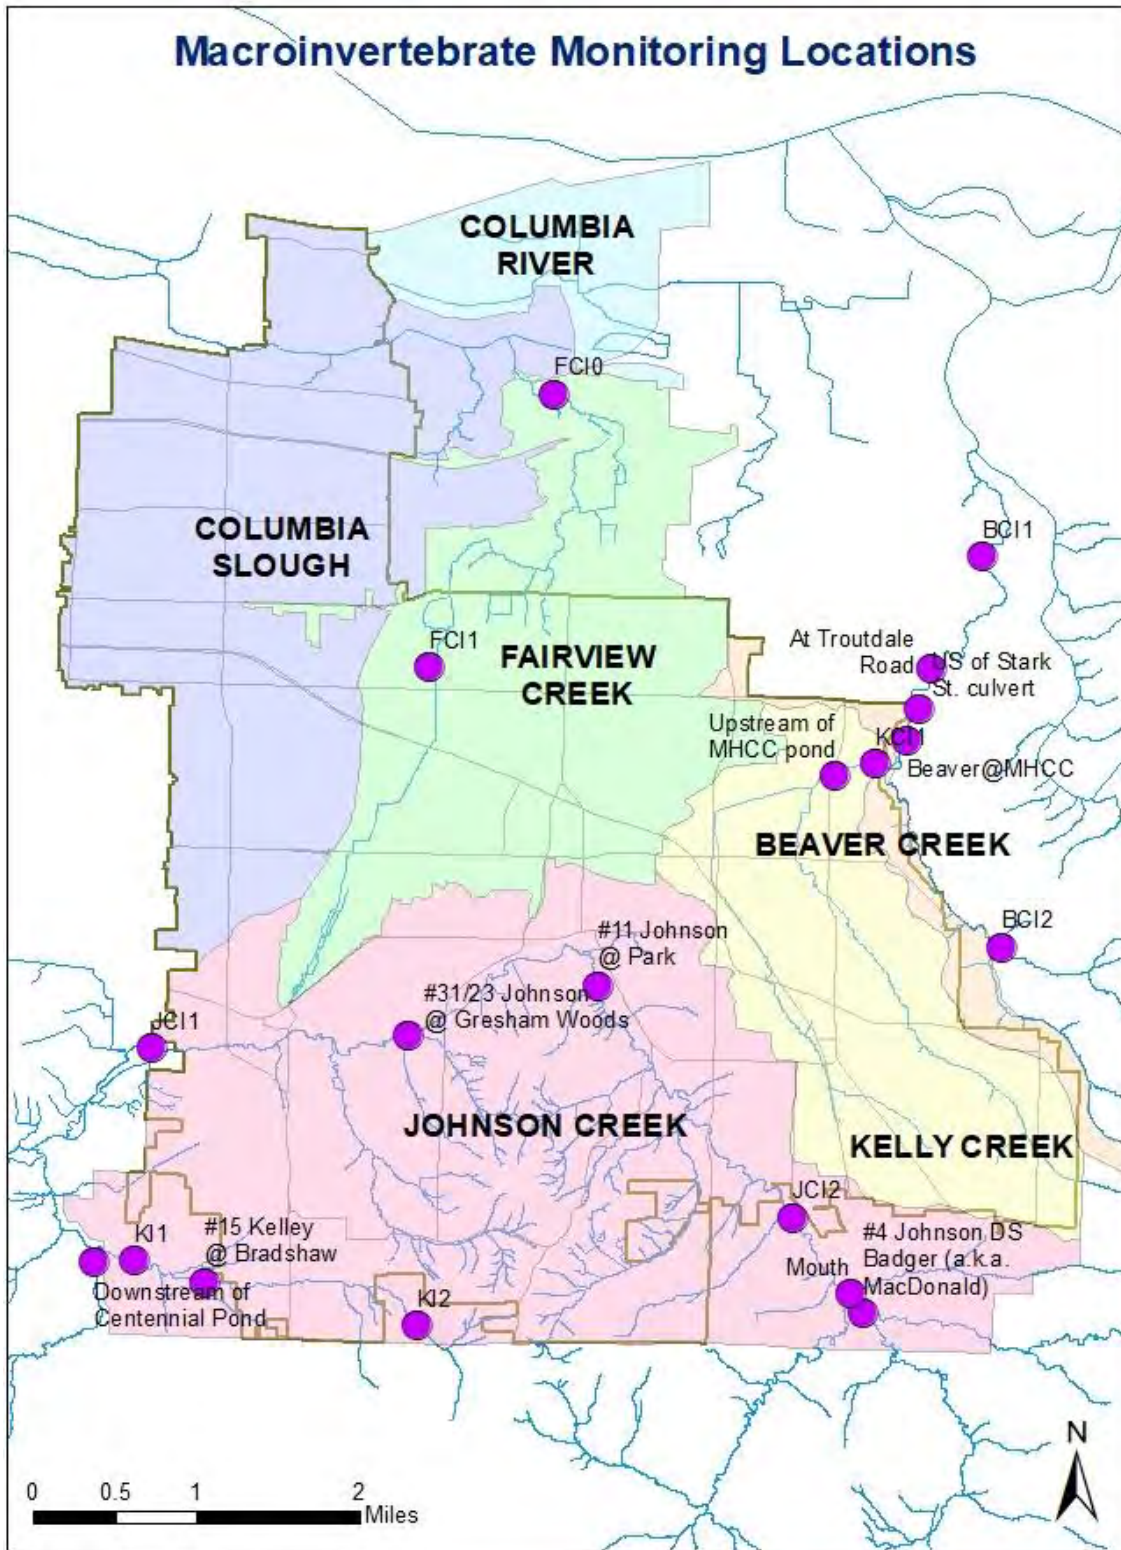 Macroinvertebrate Monitoring Locations
COLUMBIA
RIVER
FCI0
COLUMBIA
SLOUGH
BCI1
FCI1
FAIRVIEW
CREEK
At Troutdale
Road
US of Stark
St. culvert
Upstream of
MHCC pond
KCI1
Beaver@MHCC
BEAVER CREEK
BCI2
#11 Johnson
@ Park
#31/23 Johnson
@ Gresham Woods
JCI1
JOHNSON CREEK
KELLY CREEK
JCI2
KI1
#15 Kelley
@ Bradshaw
#4 Johnson DS
Badger (a.k.a.
MacDonald)
Mouth
Downstream of
Centennial Pond
KI2
N
0 0.5 1 2
Miles